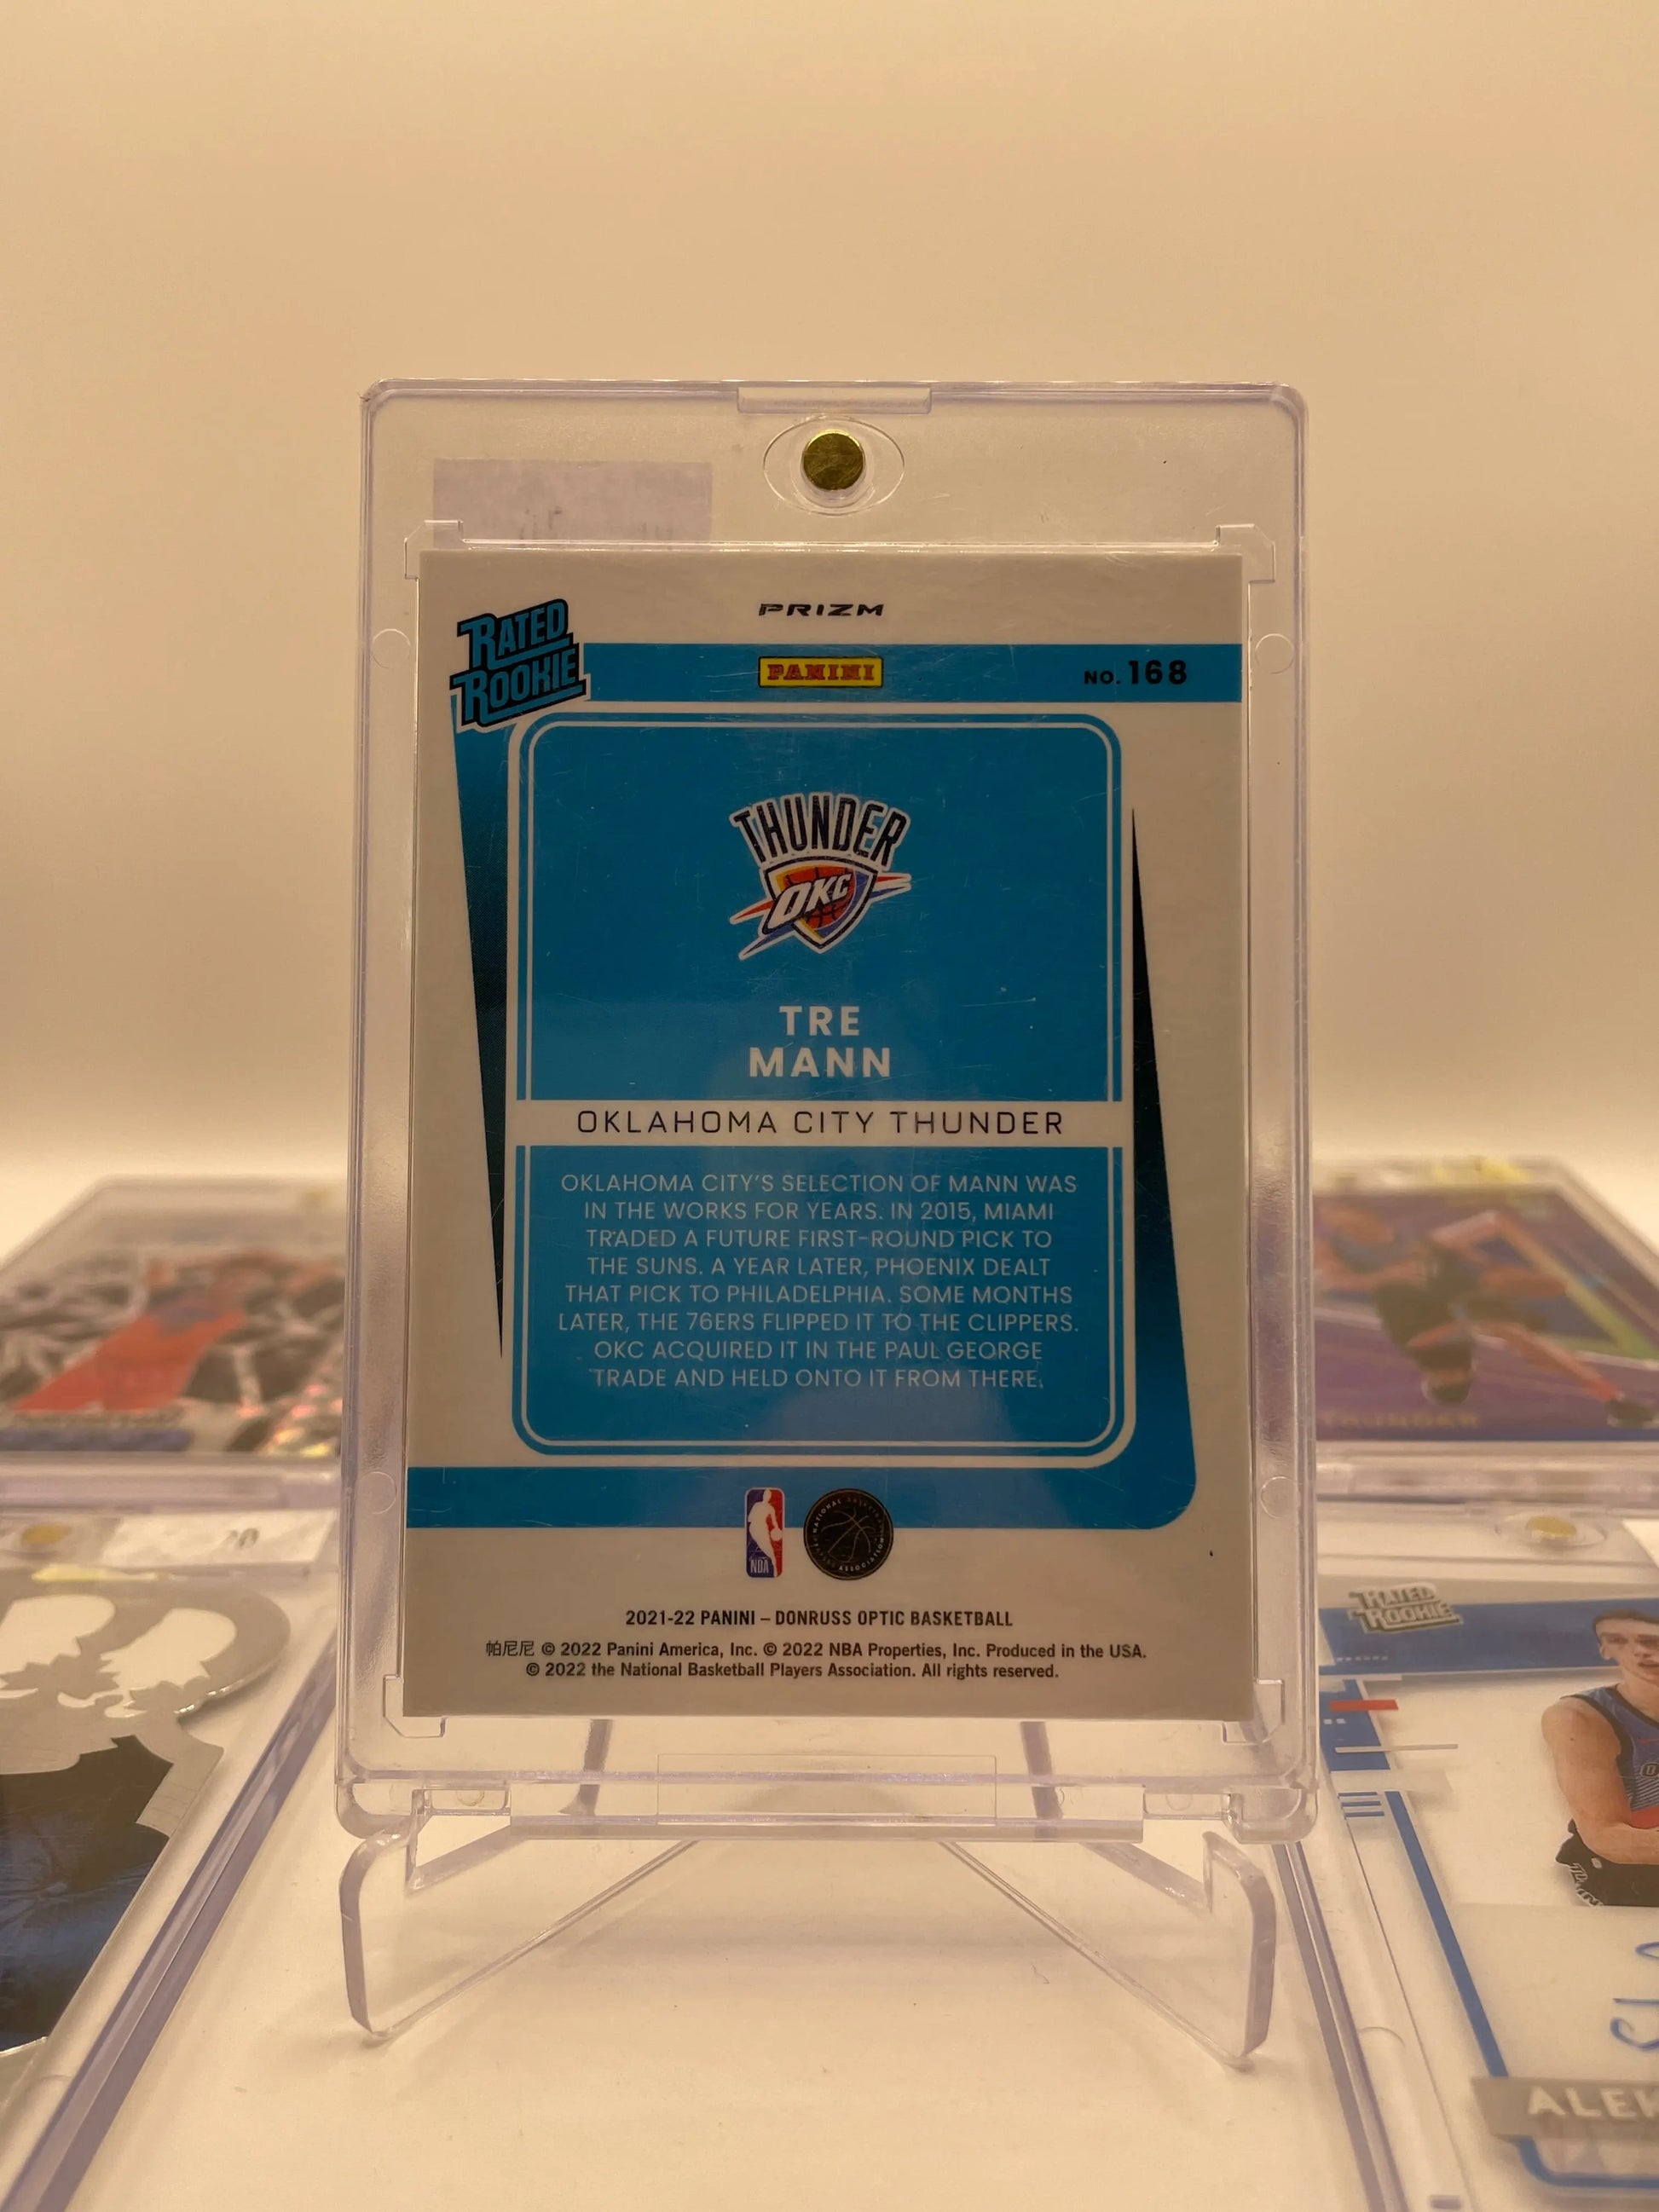 PRIZM
RATED
ROOKIE
PANINI
NO. 168
THUNDER
OKC
TRE
MANN
OKLAHOMA CITY THUNDER
OKLAHOMA CITY'S SELECTION OF MANN WAS
IN THE WORKS FOR YEARS. IN 2015, MIAMI
TRADED A FUTURE FIRST-ROUND PICK TO
THE SUNS. A YEAR LATER, PHOENIX DEALT
THAT PICK TO PHILADELPHIA. SOME MONTHS
LATER, THE 76ERS FLIPPED IT TO THE CLIPPERS.
OKC ACQUIRED IT IN THE PAUL GEORGE
TRADE AND HELD ONTO IT FROM THERE.
NBA
2021-22 PANINI – DONRUSS OPTIC BASKETBALL
帕尼尼 © 2022 Panini America, Inc. © 2022 NBA Properties, Inc. Produced in the USA.
© 2022 the National Basketball Players Association. All rights reserved.
20
RATED
ROOKIE